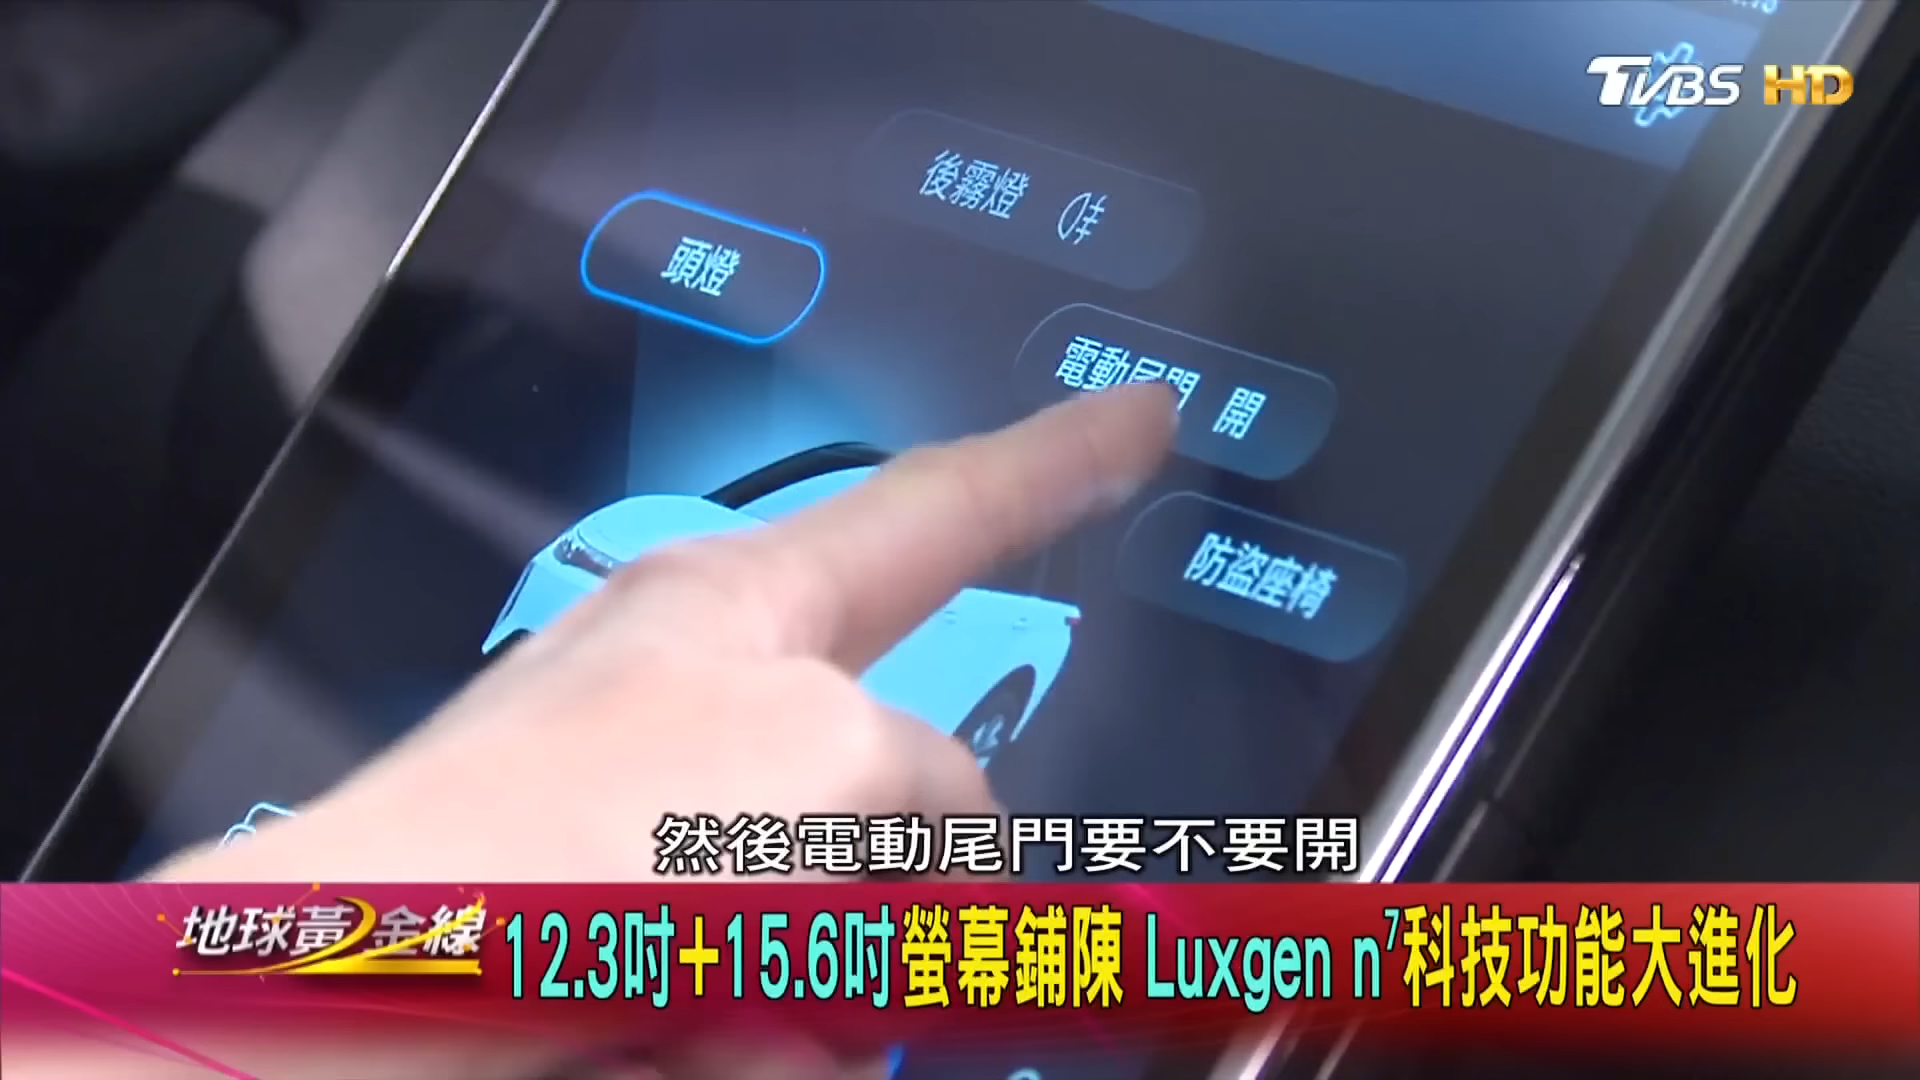 TVBS HD
後霧燈
頭燈
電動尾門 開
防盜座椅
然後電動尾門要不要開
地球黃金線
12.3吋+15.6吋螢幕鋪陳 Luxgen n⁷科技功能大進化